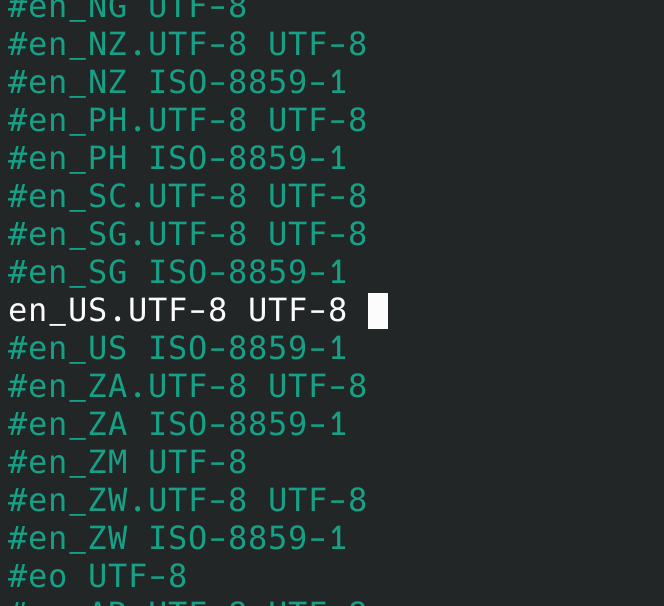 #en_NG UTF-8
#en_NZ.UTF-8 UTF-8
#en_NZ ISO-8859-1
#en_PH.UTF-8 UTF-8
#en_PH ISO-8859-1
#en_SC.UTF-8 UTF-8
#en_SG.UTF-8 UTF-8
#en_SG ISO-8859-1
en_US.UTF-8 UTF-8
#en_US ISO-8859-1
#en_ZA.UTF-8 UTF-8
#en_ZA ISO-8859-1
#en_ZM UTF-8
#en_ZW.UTF-8 UTF-8
#en_ZW ISO-8859-1
#eo UTF-8